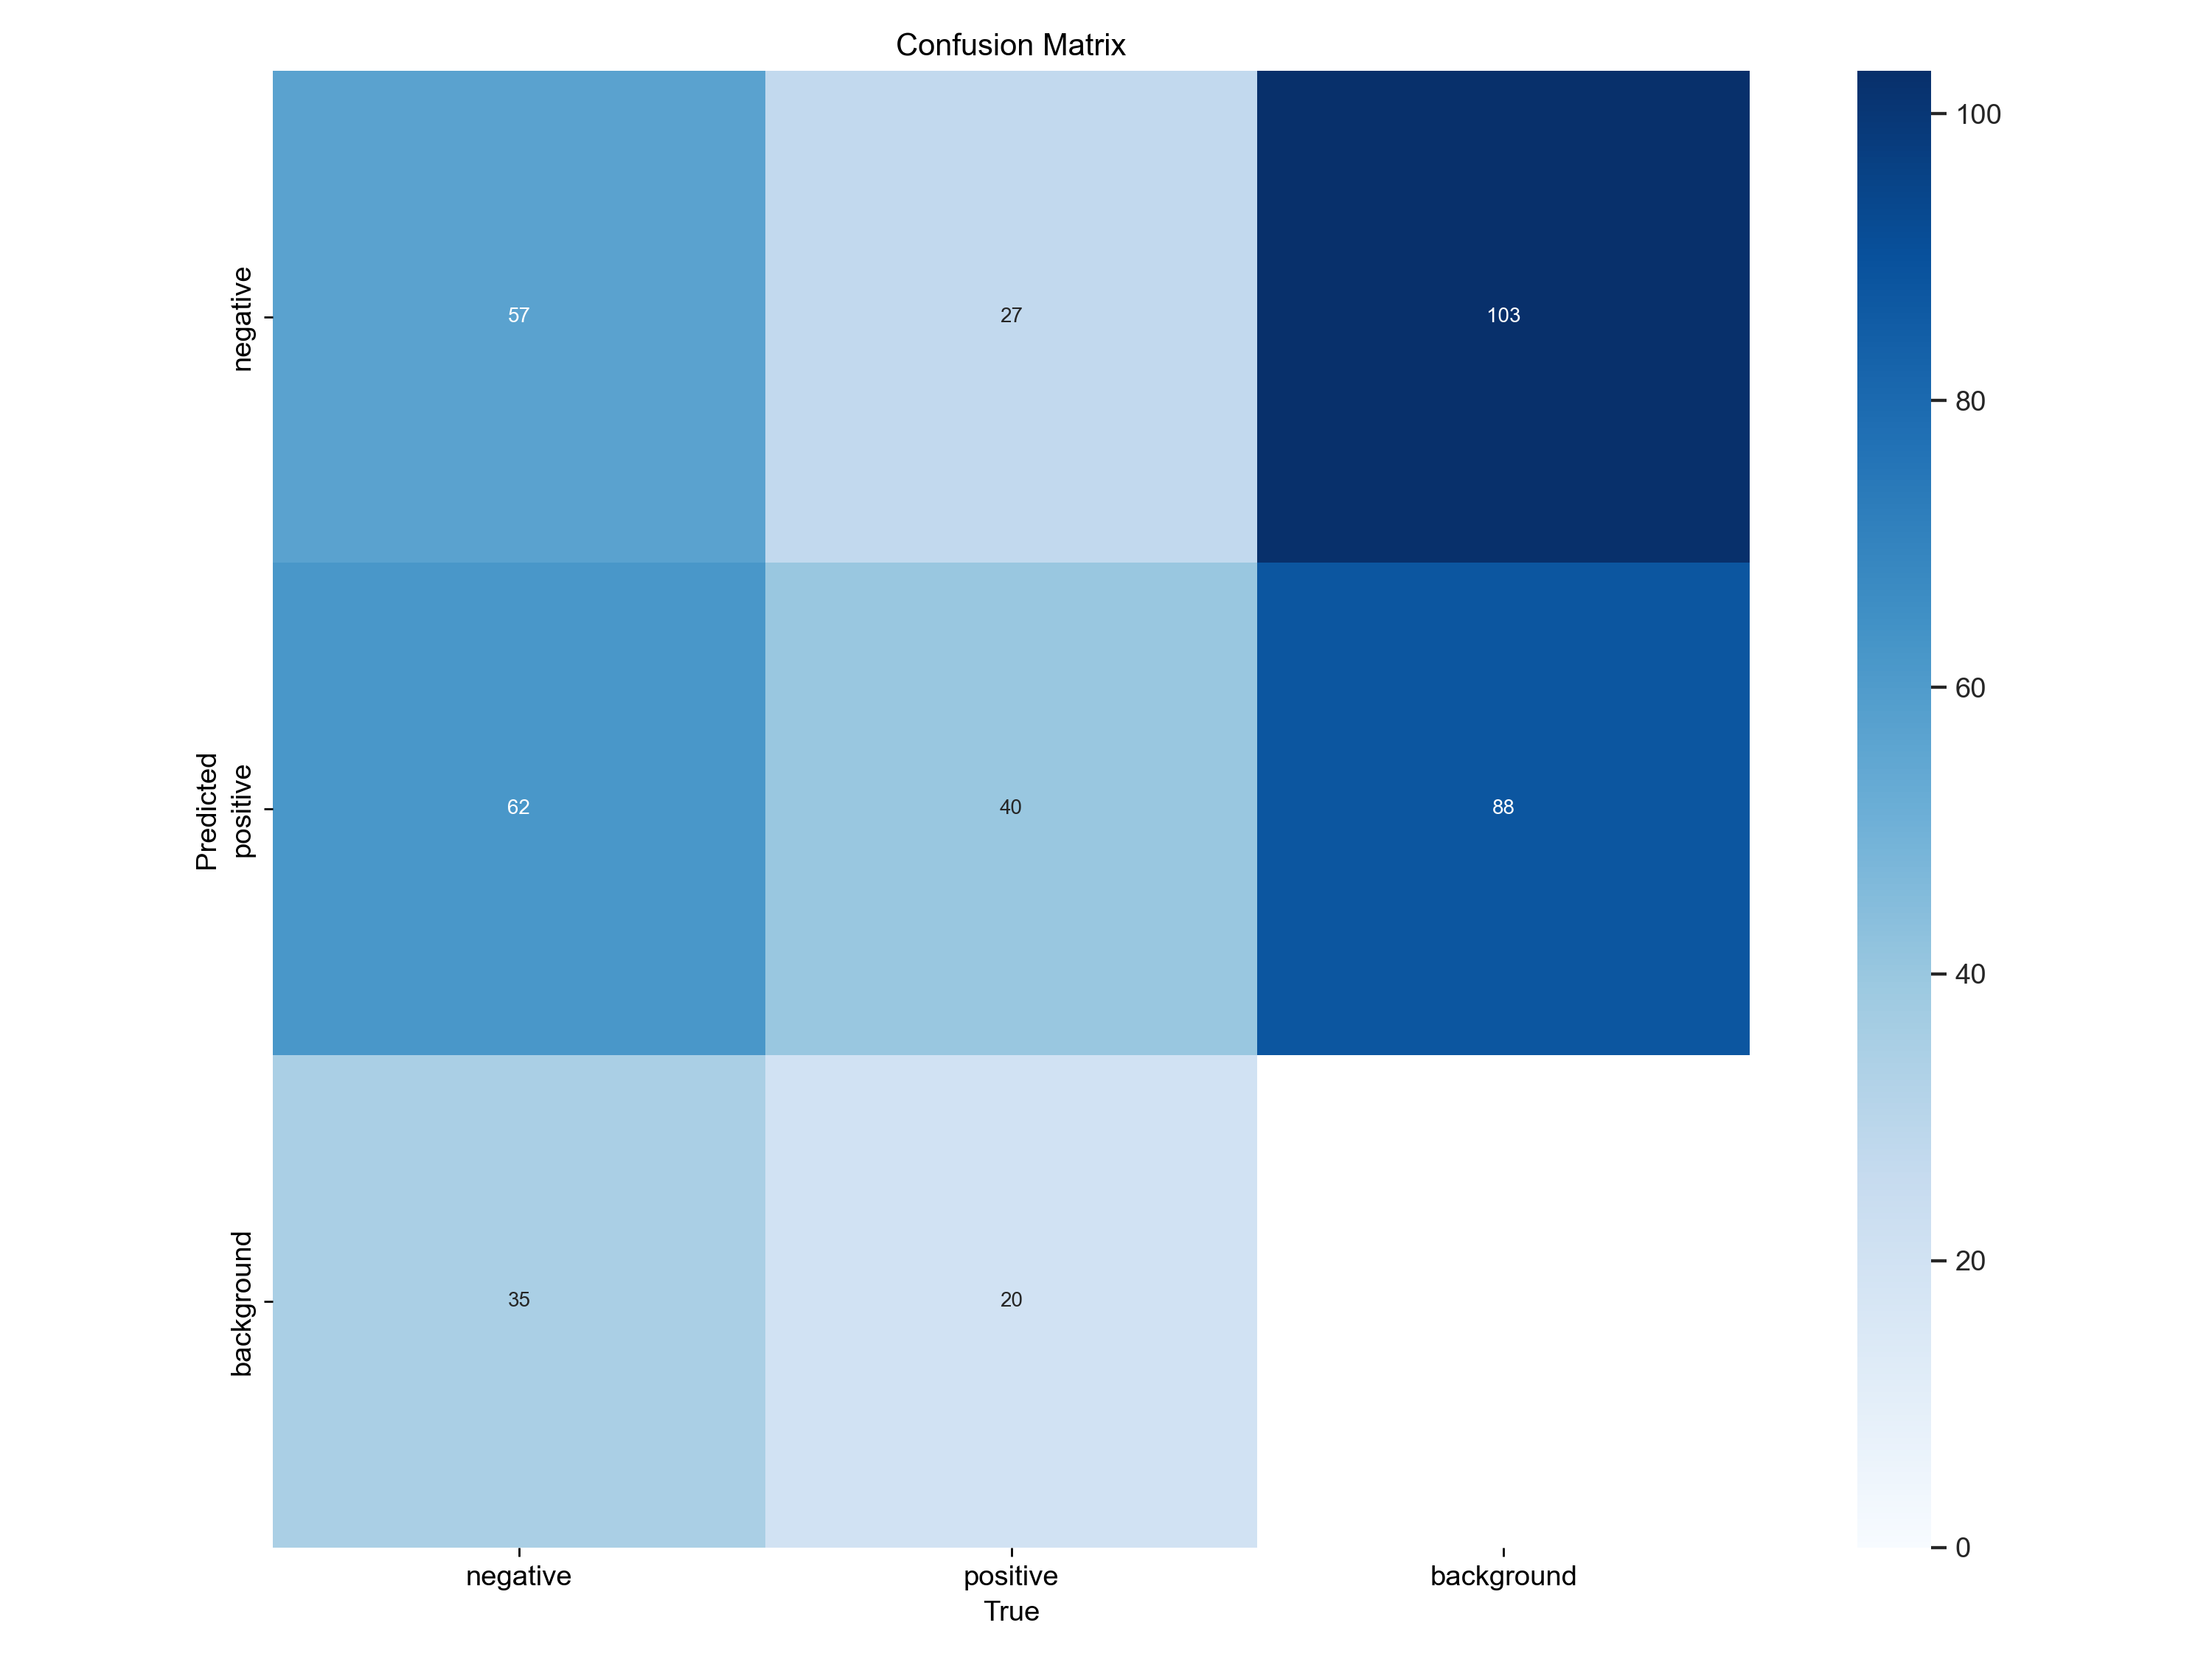 Confusion Matrix
negative
57
27
103
100
80
Predicted
positive
62
40
88
60
40
background
35
20
20
0
negative
positive
background
True